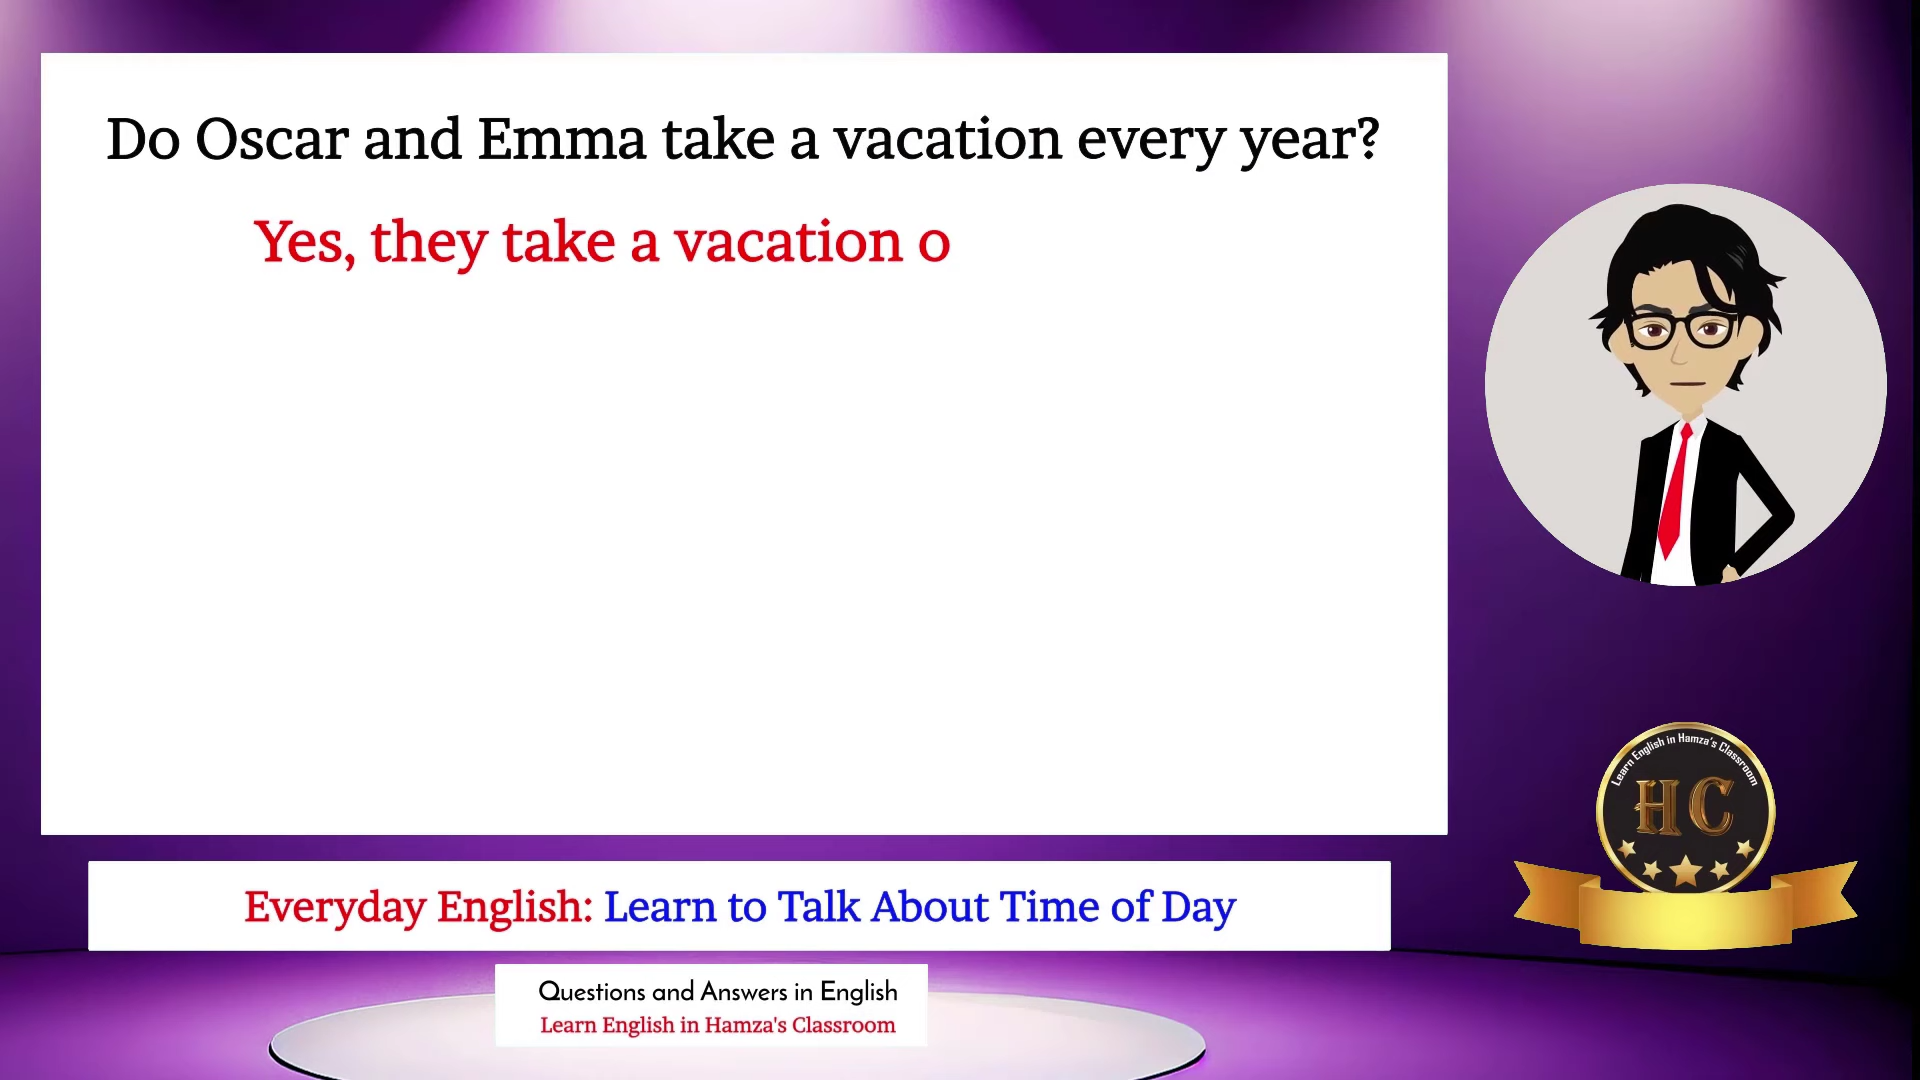 Do Oscar and Emma take a vacation every year?
Yes, they take a vacation o
Learn English in Hamza's Classroom
HC
Everyday English: Learn to Talk About Time of Day
Questions and Answers in English
Learn English in Hamza's Classroom